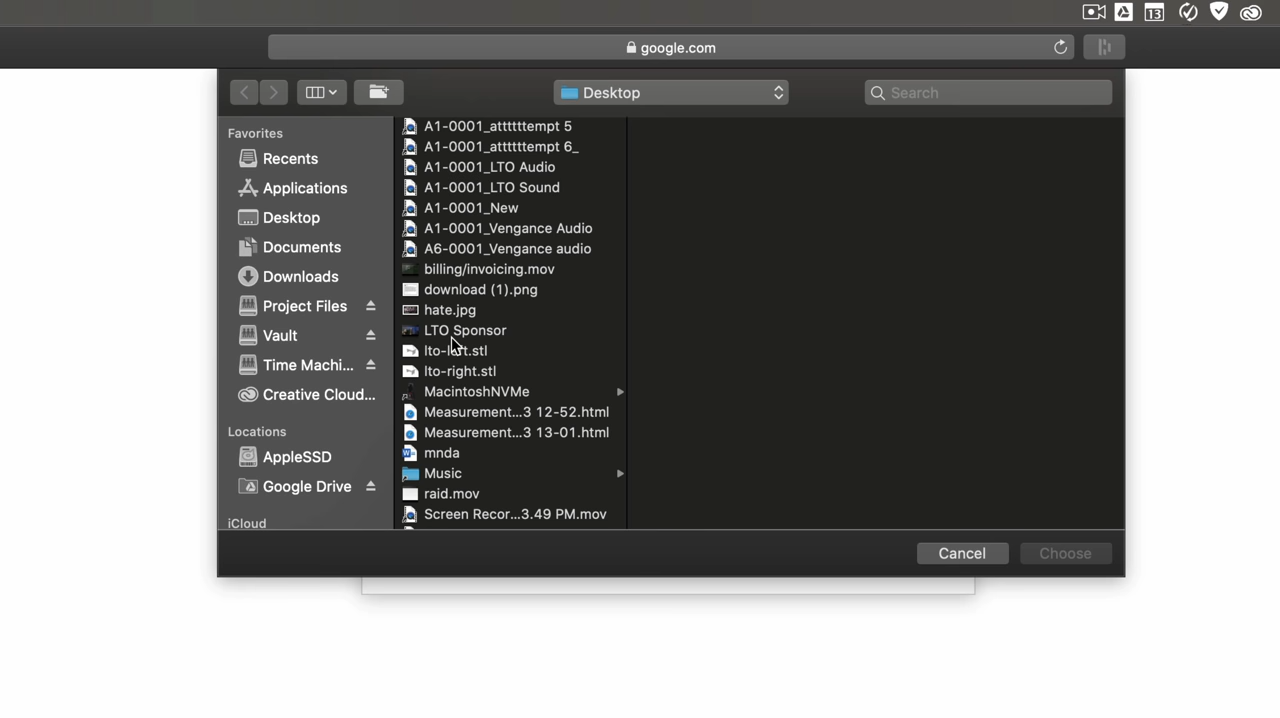 13
google.com
Desktop
Search
Favorites
Recents
Applications
Desktop
Documents
Downloads
Project Files
Vault
Time Machi...
Creative Cloud...
Locations
AppleSSD
Google Drive
iCloud
A1-0001_attttttempt 5
A1-0001_attttttempt 6_
A1-0001_LTO Audio
A1-0001_LTO Sound
A1-0001_New
A1-0001_Vengance Audio
A6-0001_Vengance audio
billing/invoicing.mov
download (1).png
hate.jpg
LTO Sponsor
lto-left.stl
lto-right.stl
MacintoshNVMe
Measurement...3 12-52.html
Measurement...3 13-01.html
mnda
Music
raid.mov
Screen Recor...3.49 PM.mov
Cancel
Choose